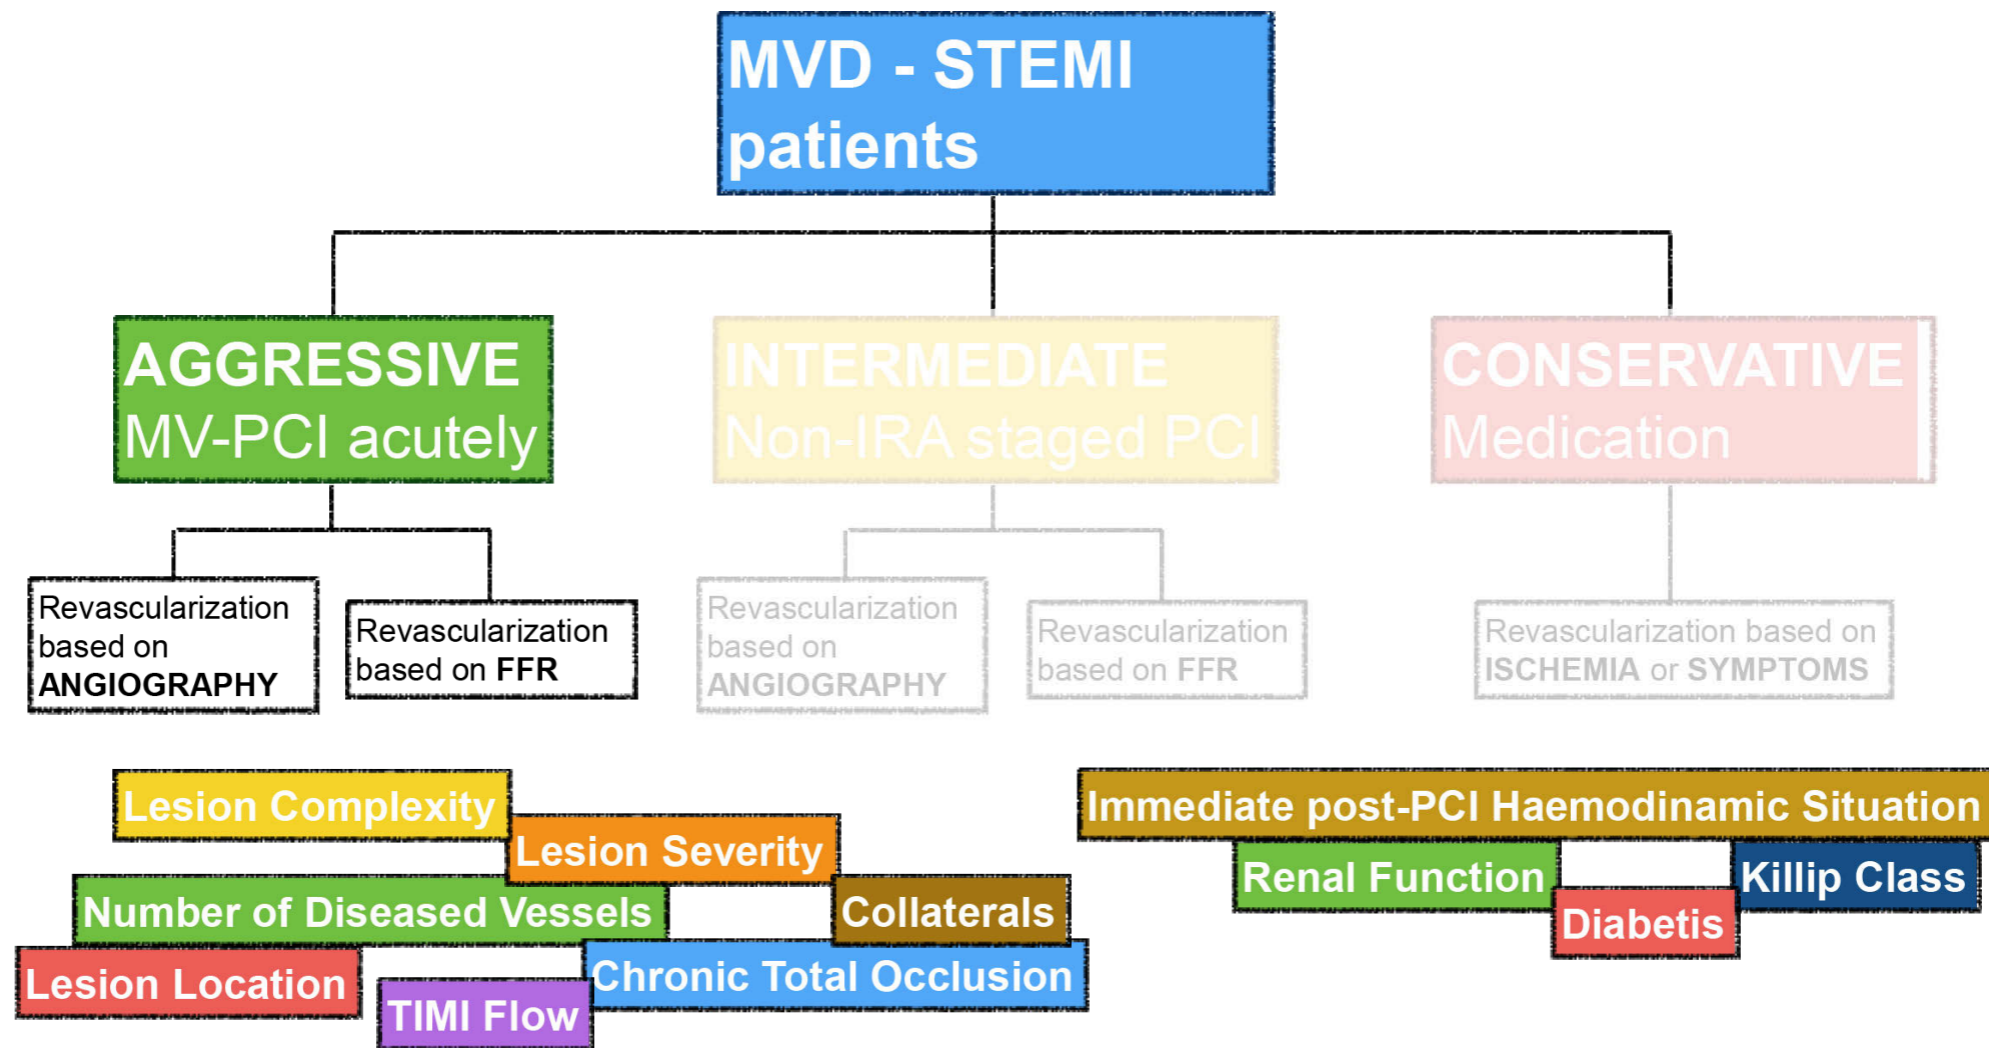 MVD - STEMI
patients
AGGRESSIVE
MV-PCI acutely
INTERMEDIATE
Non-IRA staged PCI
CONSERVATIVE
Medication
Revascularization
based on
ANGIOGRAPHY
Revascularization
based on FFR
Revascularization
based on
ANGIOGRAPHY
Revascularization
based on FFR
Revascularization based on
ISCHEMIA or SYMPTOMS
Lesion Complexity
Lesion Severity
Number of Diseased Vessels
Collaterals
Lesion Location
TIMI Flow
Chronic Total Occlusion
Immediate post-PCI Haemodinamic Situation
Renal Function
Killip Class
Diabetis